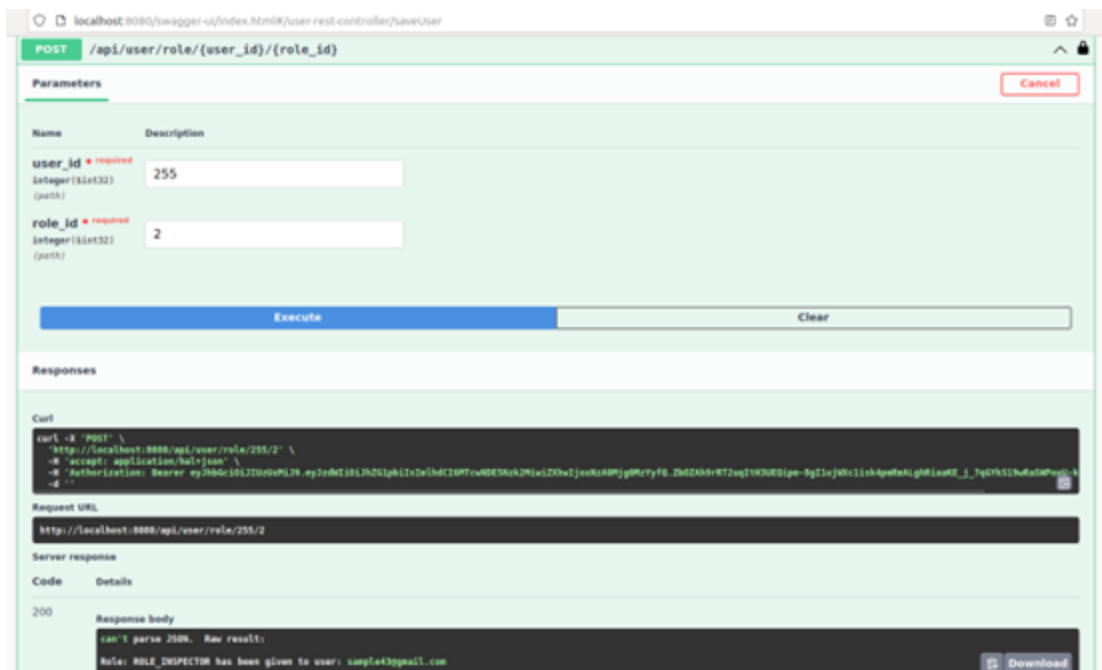 localhost:8080/swagger-ui/index.html#/user-rest-controller/saveUser
POST /api/user/role/{user_id}/{role_id}
Parameters
Cancel
Name Description
user_id * required
integer($int32)
(path)
255
role_id * required
integer($int32)
(path)
2
Execute Clear
Responses
Curl
curl -X 'POST' \
'http://localhost:8080/api/user/role/255/2' \
-H 'accept: application/hal+json' \
-H 'Authorization: Bearer
-d ''
Request URL
http://localhost:8080/api/user/role/255/2
Server response
Code Details
200
Response body
can't parse JSON. Raw result:
Role: ROLE_INSPECTOR has been given to user: sample43@gmail.com
Download